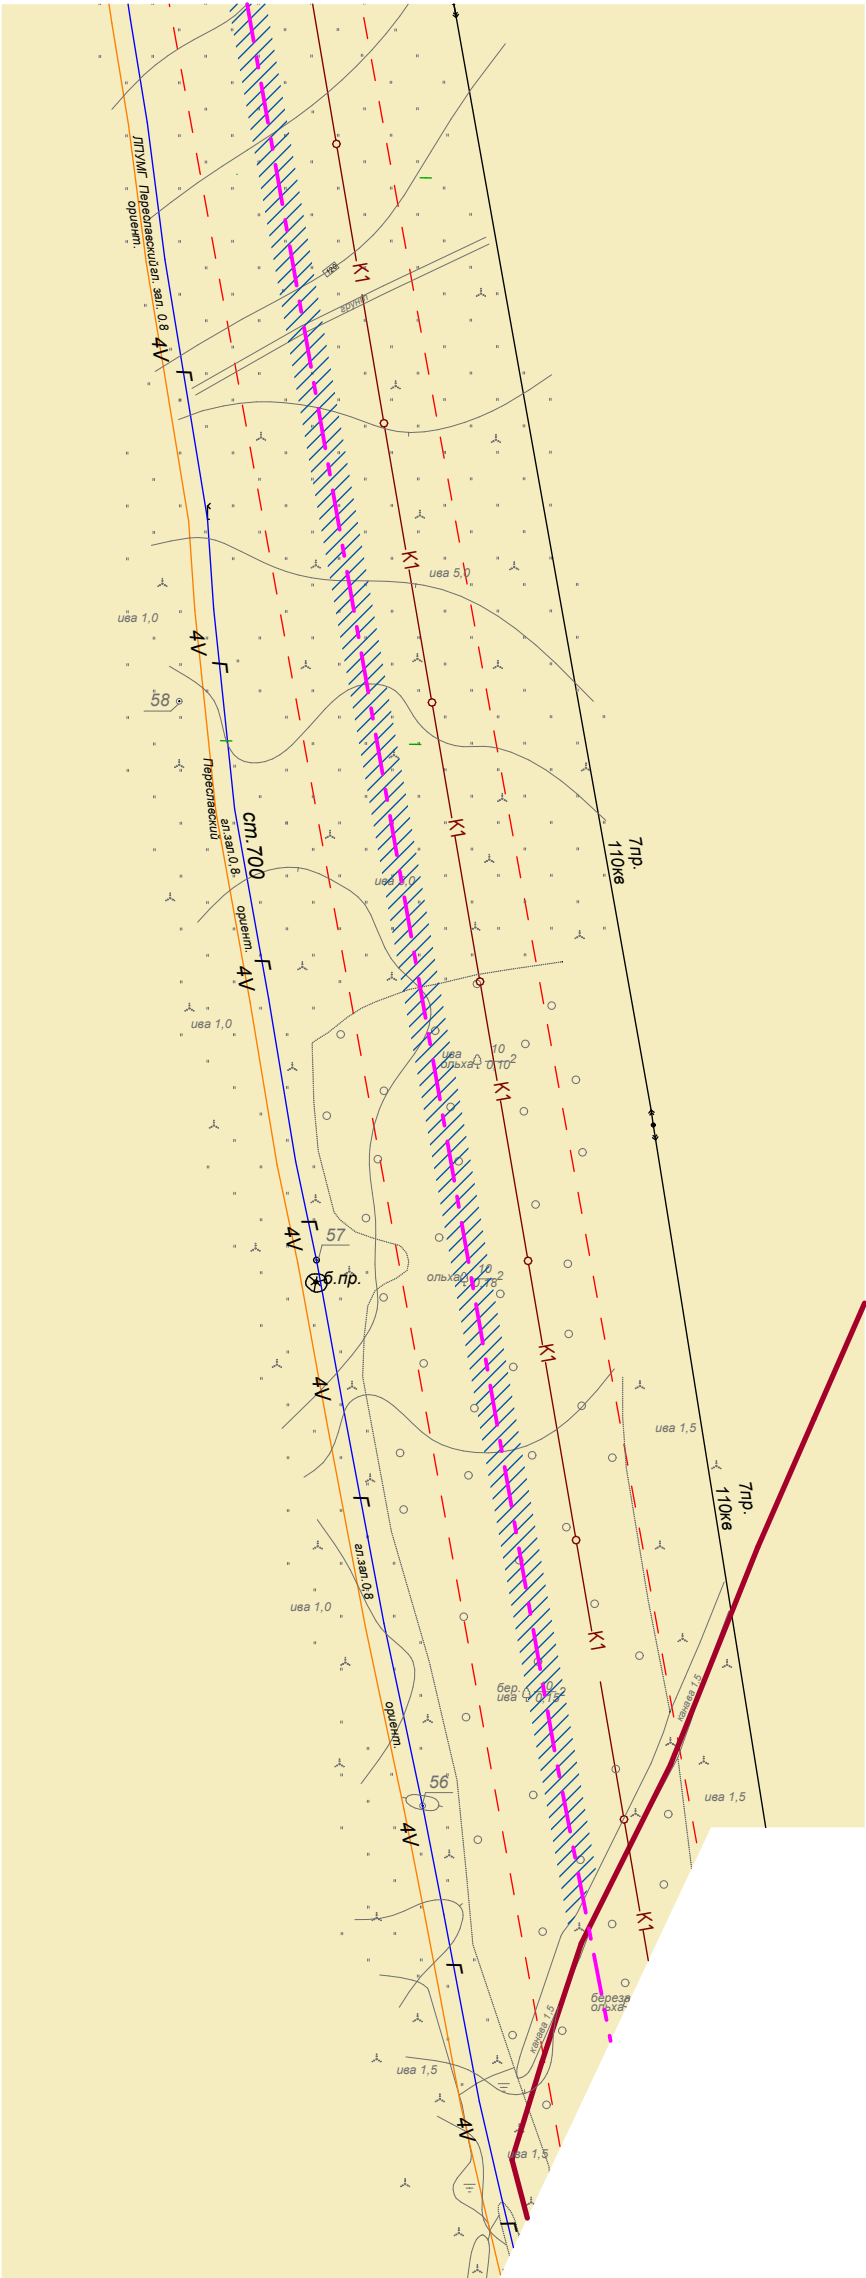 ЛПУМГ Переславский гл. зал. 0.8
ориент.
К1
грунт
4V
Г
К1
ива 5,0
ива 1,0
4V
Г
58
Переславский
гл.зал.0,8.
ст.700
К1
7пр.
110кв
ориент.
Г
4V
ива 1,0
ива
ольха
10
0,10
2
К1
Г
4V
57
б.пр.
ольха
10
0,18
2
К1
4V
ива 1,5
Г
7пр.
110кв
гл.зал.0,8
ива 1,0
К1
бер.
ива
0,15
2
канава 1,5
ориент.
56
ива 1,5
4V
К1
Г
береза
ольха
канава 1,5
ива 1,5
4V
ива 1,5
Г